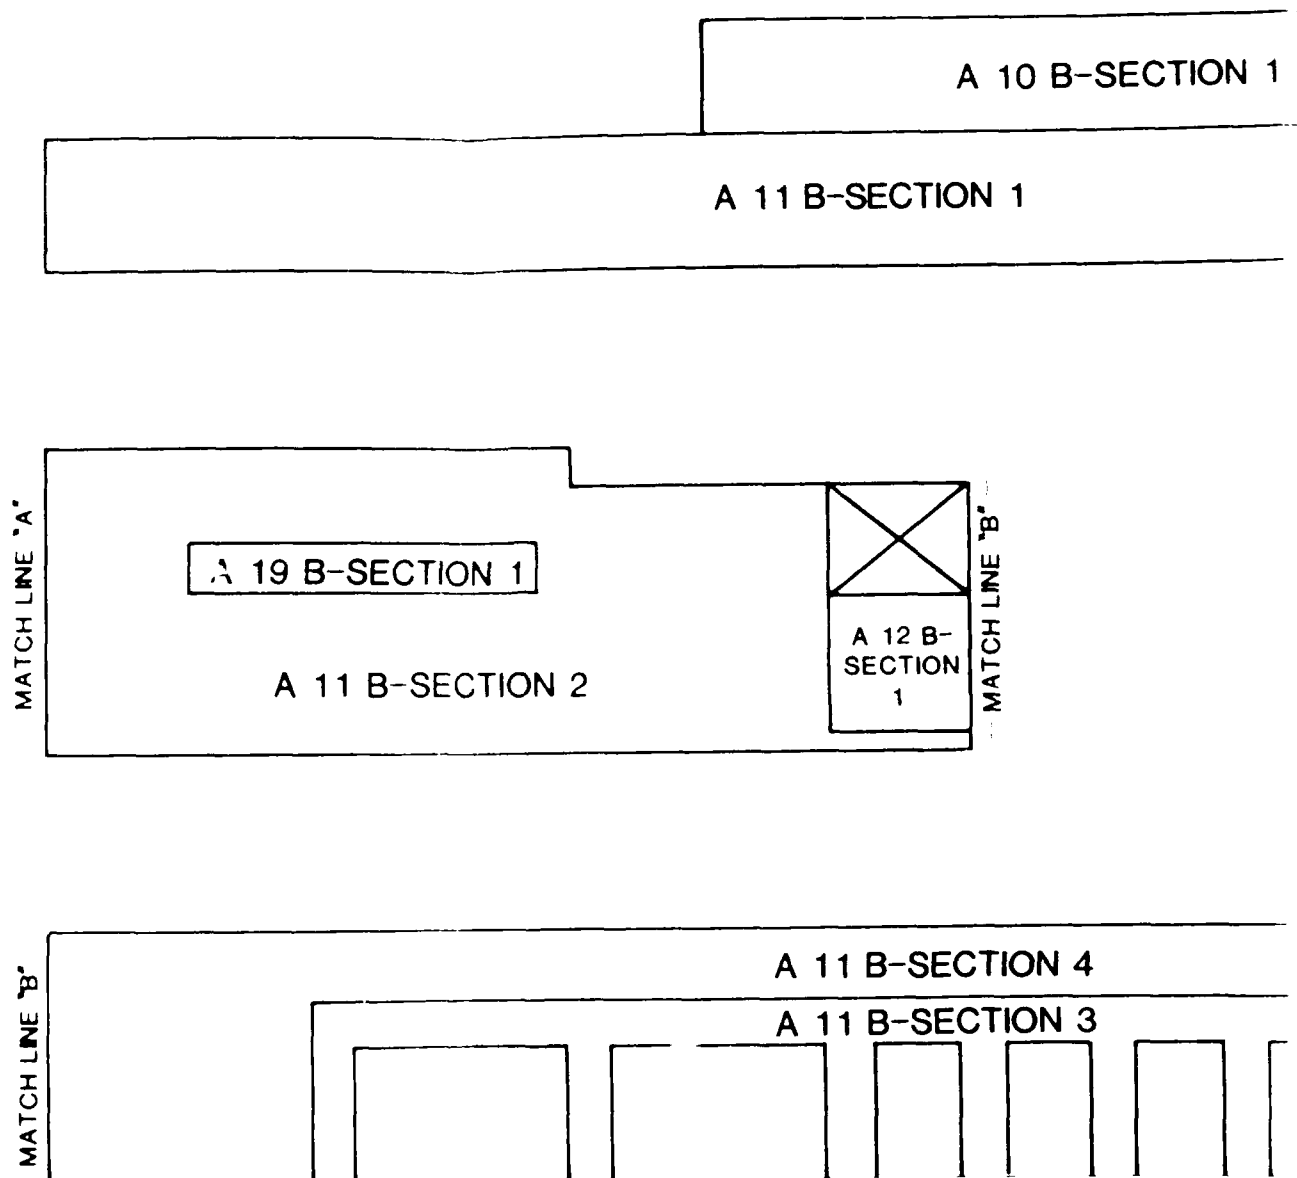 A 10 B-SECTION 1
A 11 B-SECTION 1
MATCH LINE "A"
A 19 B-SECTION 1
A 11 B-SECTION 2
A 12 B-
SECTION
1
MATCH LINE "B"
MATCH LINE "B"
A 11 B-SECTION 4
A 11 B-SECTION 3